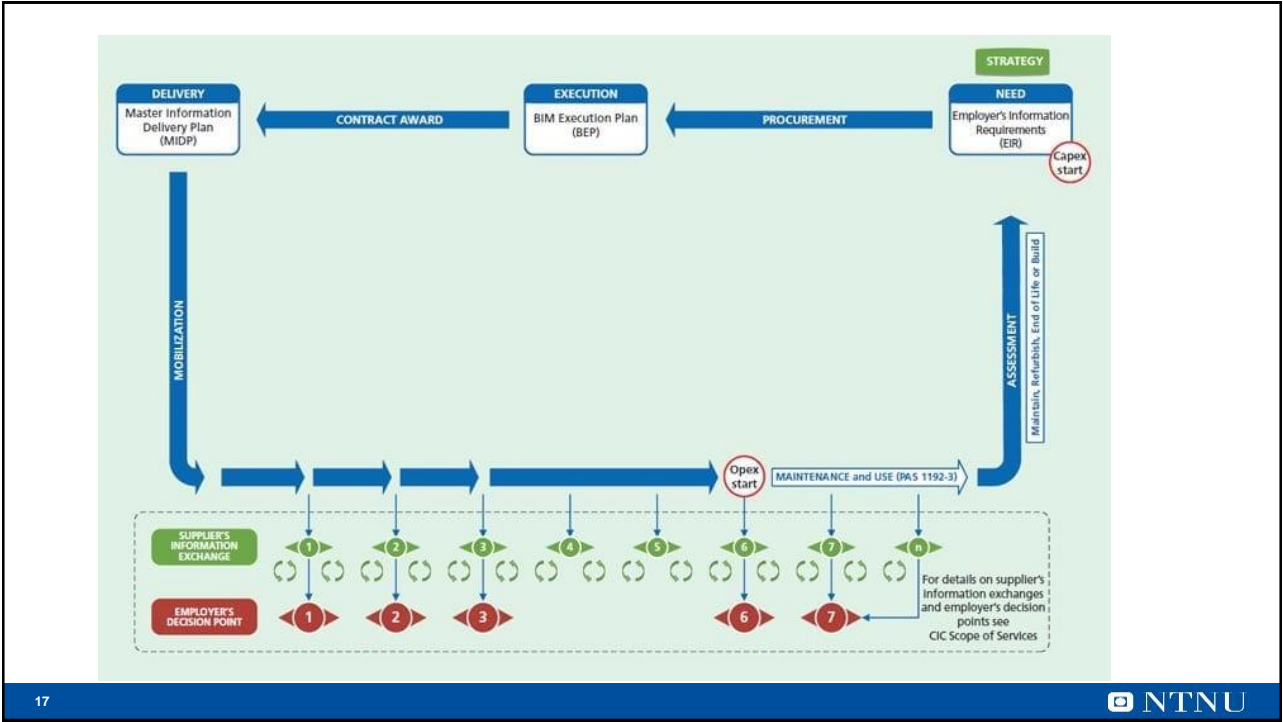 STRATEGY
DELIVERY
Master Information
Delivery Plan
(MIDP)
CONTRACT AWARD
EXECUTION
BIM Execution Plan
(BEP)
PROCUREMENT
NEED
Employer's Information
Requirements
(EIR)
Capex
start
MOBILIZATION
ASSESSMENT
Maintain, Refurbish, End of Life or Build
Opex
start
MAINTENANCE and USE (PAS 1192-3)
SUPPLIER'S
INFORMATION
EXCHANGE
1
2
3
4
5
6
7
n
EMPLOYER'S
DECISION POINT
1
2
3
6
7
For details on supplier's
information exchanges
and employer's decision
points see
CIC Scope of Services
17
NTNU